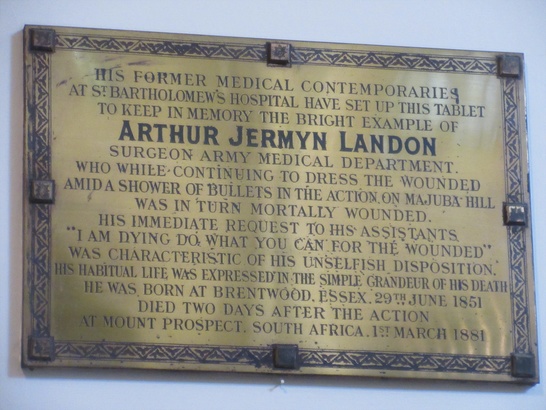 HIS FORMER MEDICAL CONTEMPORARIES
AT ST BARTHOLOMEW'S HOSPITAL HAVE SET UP THIS TABLET
TO KEEP IN MEMORY THE BRIGHT EXAMPLE OF
ARTHUR JERMYN LANDON
SURGEON ARMY MEDICAL DEPARTMENT.
WHO WHILE CONTINUING TO DRESS THE WOUNDED
AMID A SHOWER OF BULLETS IN THE ACTION ON MAJUBA HILL
WAS IN TURN MORTALLY WOUNDED.
HIS IMMEDIATE REQUEST TO HIS ASSISTANTS
"I AM DYING DO WHAT YOU CAN FOR THE WOUNDED"
WAS CHARACTERISTIC OF HIS UNSELFISH DISPOSITION.
HIS HABITUAL LIFE WAS EXPRESSED IN THE SIMPLE GRANDEUR OF HIS DEATH
HE WAS BORN AT BRENTWOOD. ESSEX. 29TH JUNE 1851
DIED TWO DAYS AFTER THE ACTION
AT MOUNT PROSPECT. SOUTH AFRICA. 1ST MARCH 1881